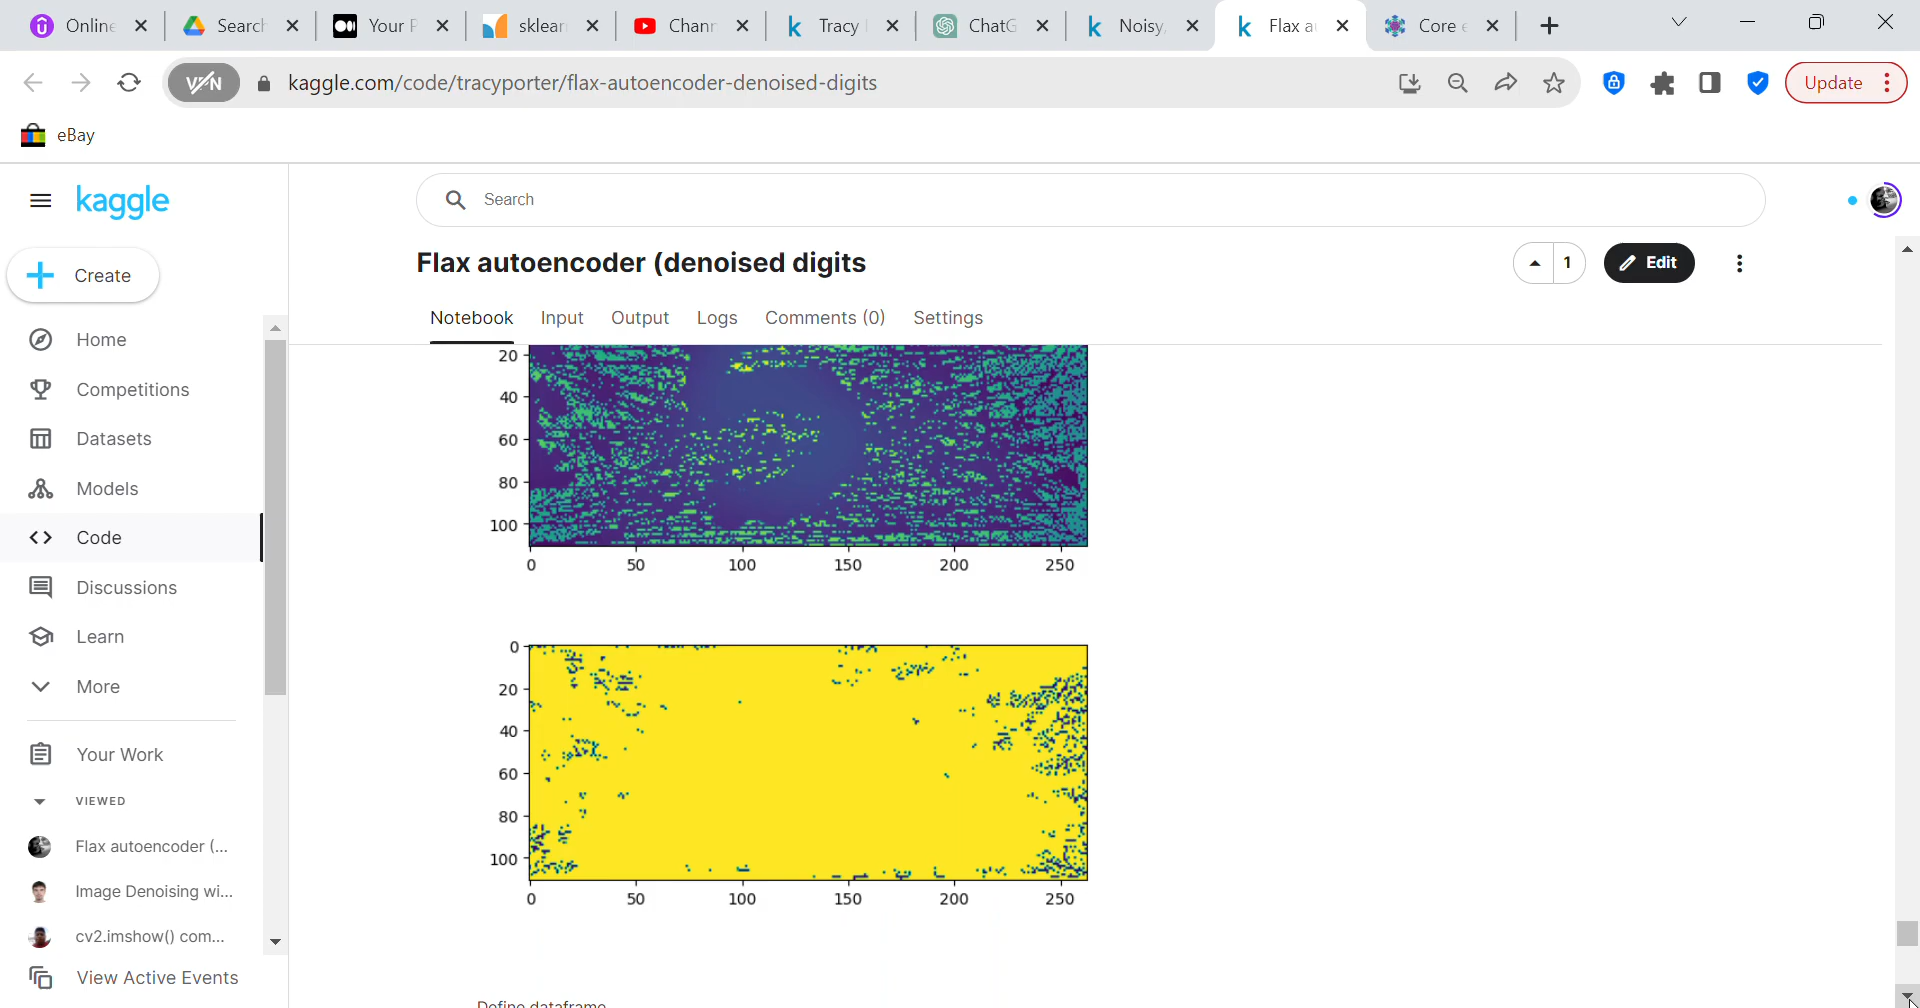 Online
Search
Your P
sklear
Chann
Tracy
ChatG
Noisy,
Flax a
Core e
VPN
kaggle.com/code/tracyporter/flax-autoencoder-denoised-digits
Update
eBay
kaggle
Search
Create
Flax autoencoder (denoised digits
1
Edit
Notebook Input Output Logs Comments (0) Settings
Home
Competitions
Datasets
Models
Code
Discussions
Learn
More
Your Work
VIEWED
Flax autoencoder (...
Image Denoising wi...
cv2.imshow() com...
View Active Events
20
40
60
80
100
0 50 100 150 200 250
0
20
40
60
80
100
0 50 100 150 200 250
Define dataframe